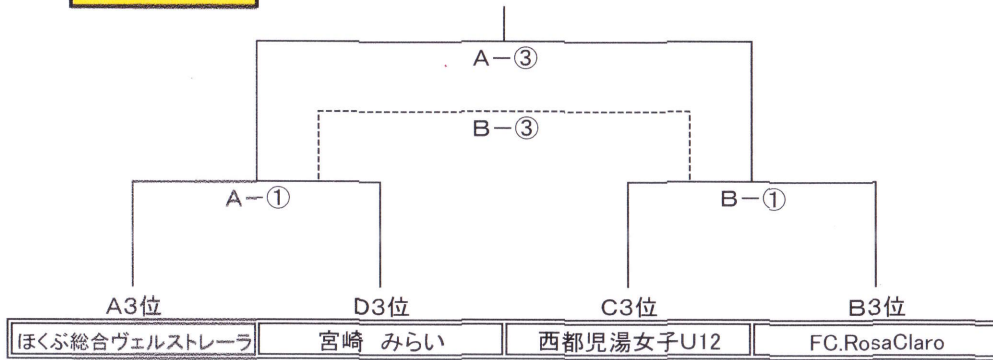 A－③
B－③
A－①
B－①
A3位
D3位
C3位
B3位
ほくぶ総合ヴェルストレーラ
宮崎 みらい
西都児湯女子U12
FC.RosaClaro